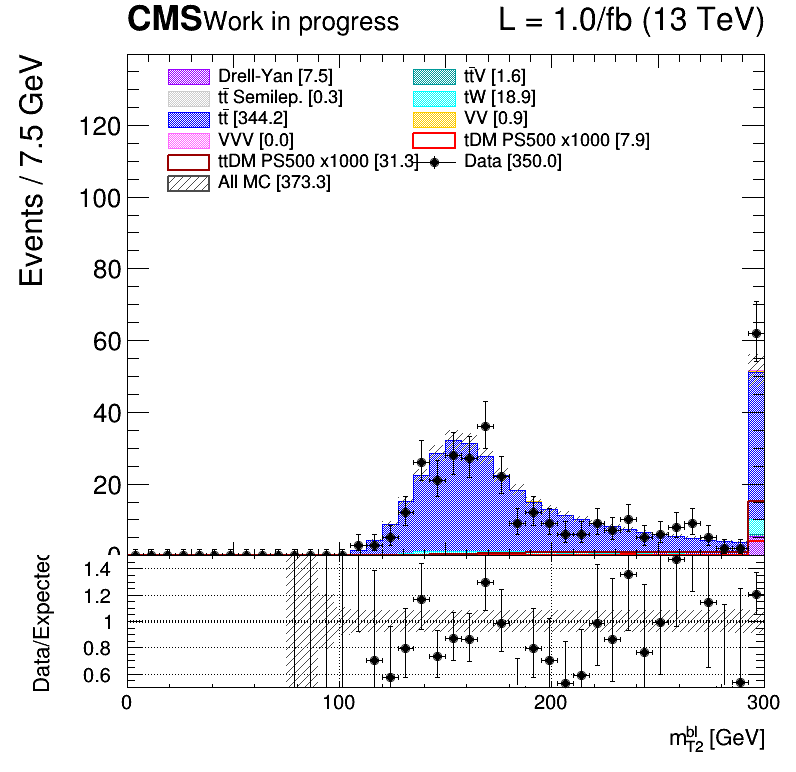 CMS Work in progress L = 1.0/fb (13 TeV)
Events / 7.5 GeV
Drell-Yan [7.5] tt̄V [1.6]
tt̄ Semilep. [0.3] tW [18.9]
tt̄ [344.2] VV [0.9]
VVV [0.0] tDM PS500 x1000 [7.9]
ttDM PS500 x1000 [31.3] Data [350.0]
All MC [373.3]
120
100
80
60
40
20
0
Data/Expected
1.4
1.2
1
0.8
0.6
0 100 200 300
m_{T2}^{bl} [GeV]